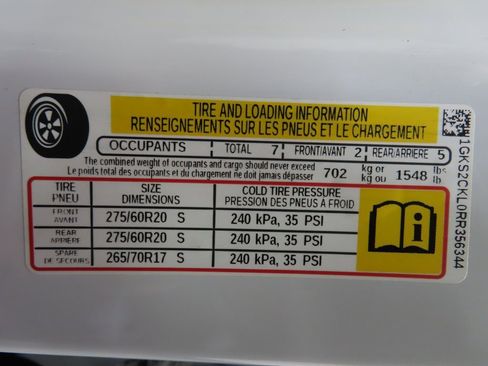 TIRE AND LOADING INFORMATION
RENSEIGNEMENTS SUR LES PNEUS ET LE CHARGEMENT
OCCUPANTS TOTAL 7 FRONT/AVANT 2 REAR/ARRIERE 5
The combined weight of occupants and cargo should never exceed 702 kg or 1548 lbs
Le poids total des occupants et du chargement ne doit jamais dépasser kg ou lb
TIRE PNEU SIZE DIMENSIONS COLD TIRE PRESSURE PRESSION DES PNEUS A FROID
FRONT AVANT 275/60R20 S 240 kPa, 35 PSI
REAR ARRIERE 275/60R20 S 240 kPa, 35 PSI
SPARE DE SECOURS 265/70R17 S 240 kPa, 35 PSI
1GKS2CKL0RR356344